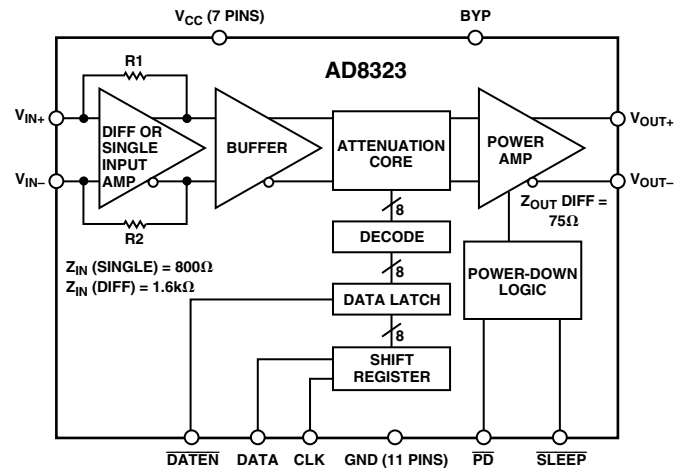 VCC (7 PINS)
BYP
AD8323
R1
VIN+
VOUT+
DIFF OR
SINGLE
INPUT
AMP
BUFFER
ATTENUATION
CORE
POWER
AMP
VIN–
VOUT–
R2
8
ZOUT DIFF =
75Ω
DECODE
ZIN (SINGLE) = 800Ω
ZIN (DIFF) = 1.6kΩ
8
POWER-DOWN
LOGIC
DATA LATCH
8
SHIFT
REGISTER
DATEN
DATA
CLK
GND (11 PINS)
PD
SLEEP